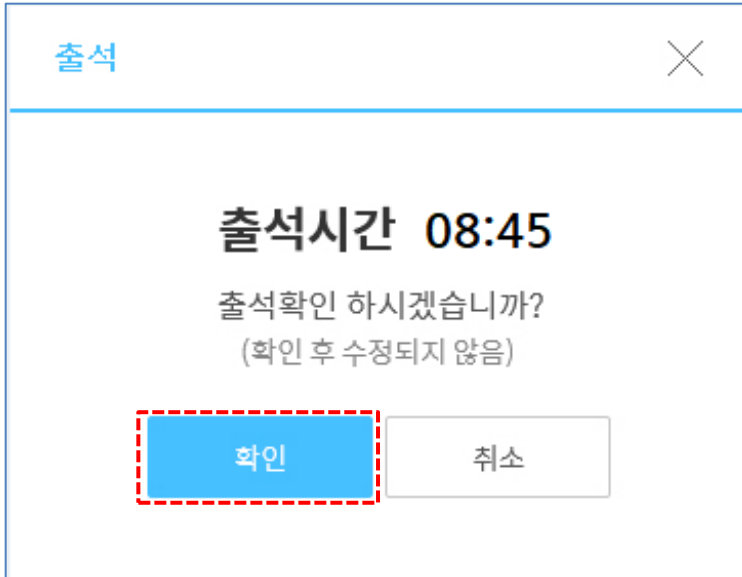 출석
출석시간 08:45
출석확인 하시겠습니까?
(확인 후 수정되지 않음)
확인 취소